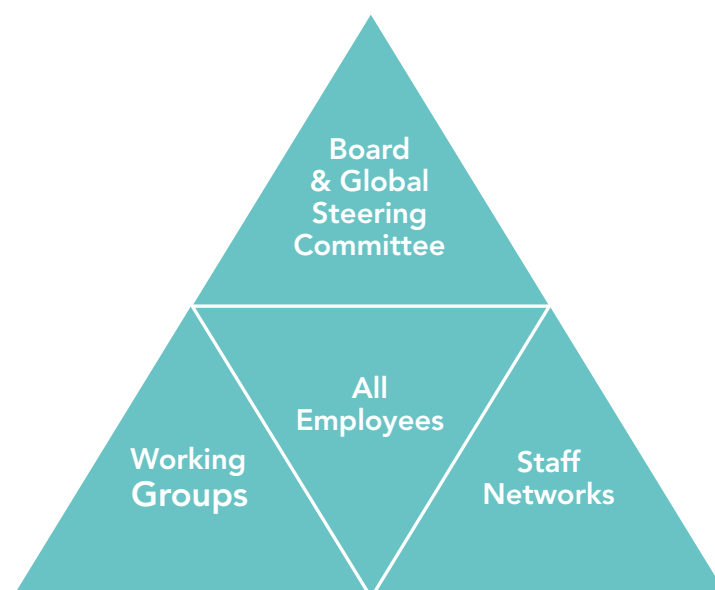 Board
& Global
Steering
Committee
All
Employees
Working
Groups
Staff
Networks